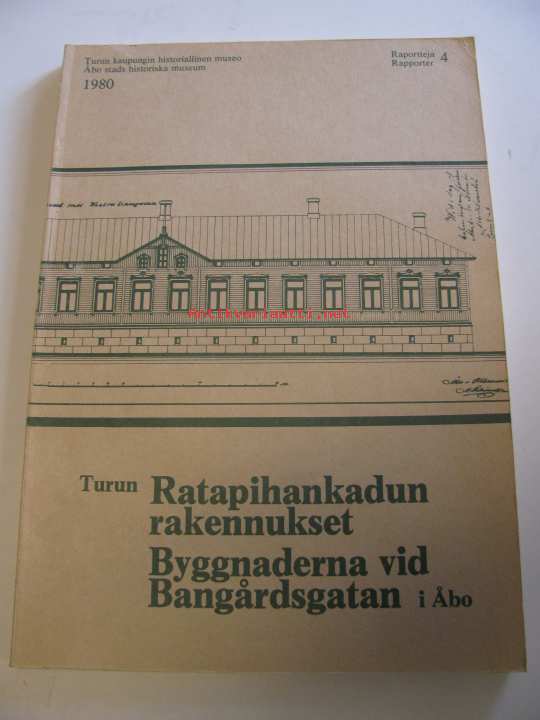 Turun kaupungin historiallinen museo
Åbo stads historiska museum
1980
Raportteja 4
Rapporter
Antikvariaatti.net
Turun Ratapihankadun
rakennukset
Byggnaderna vid
Bangårdsgatan i Åbo